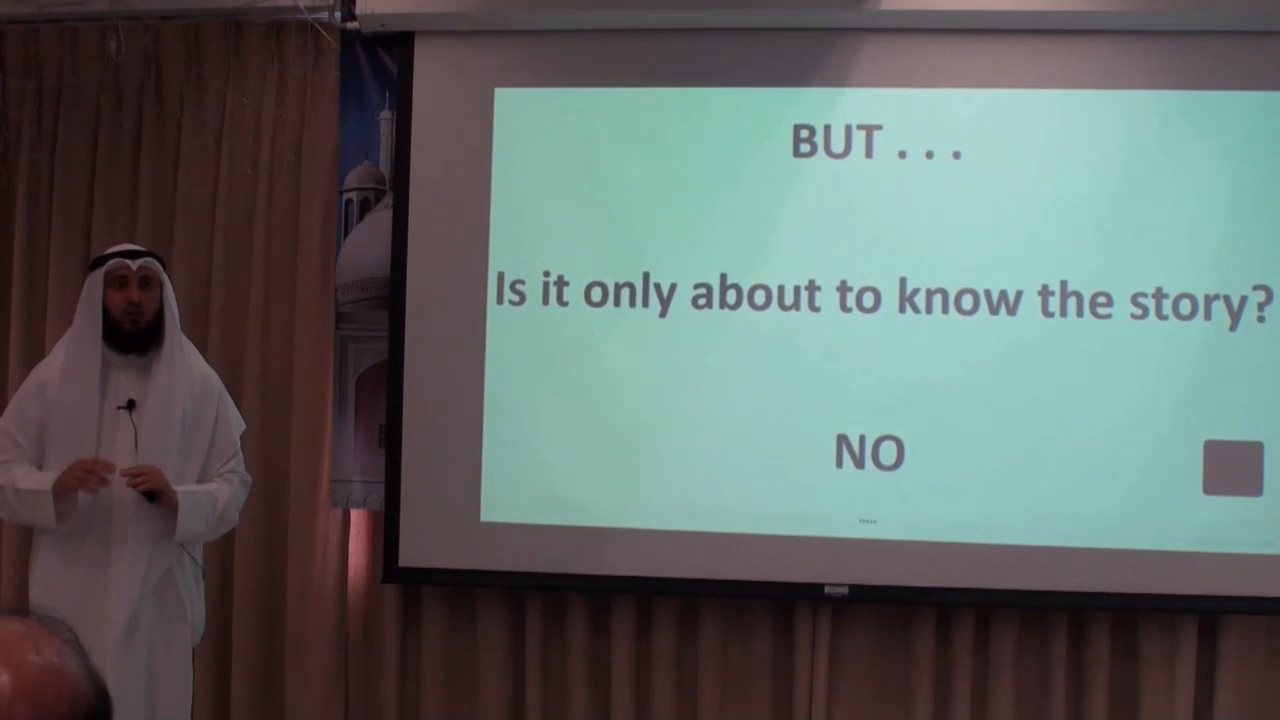 BUT . . .
Is it only about to know the story?
NO